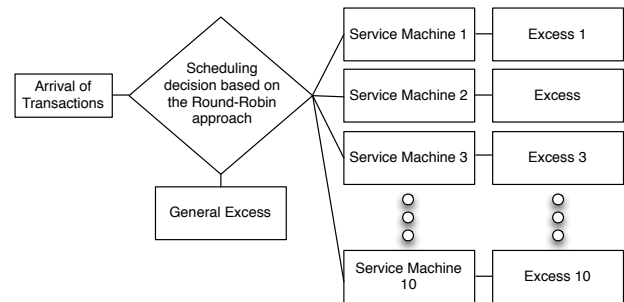 Arrival of
Transactions
Scheduling
decision based on
the Round-Robin
approach
General Excess
Service Machine 1
Excess 1
Service Machine 2
Excess
Service Machine 3
Excess 3
Service Machine
10
Excess 10